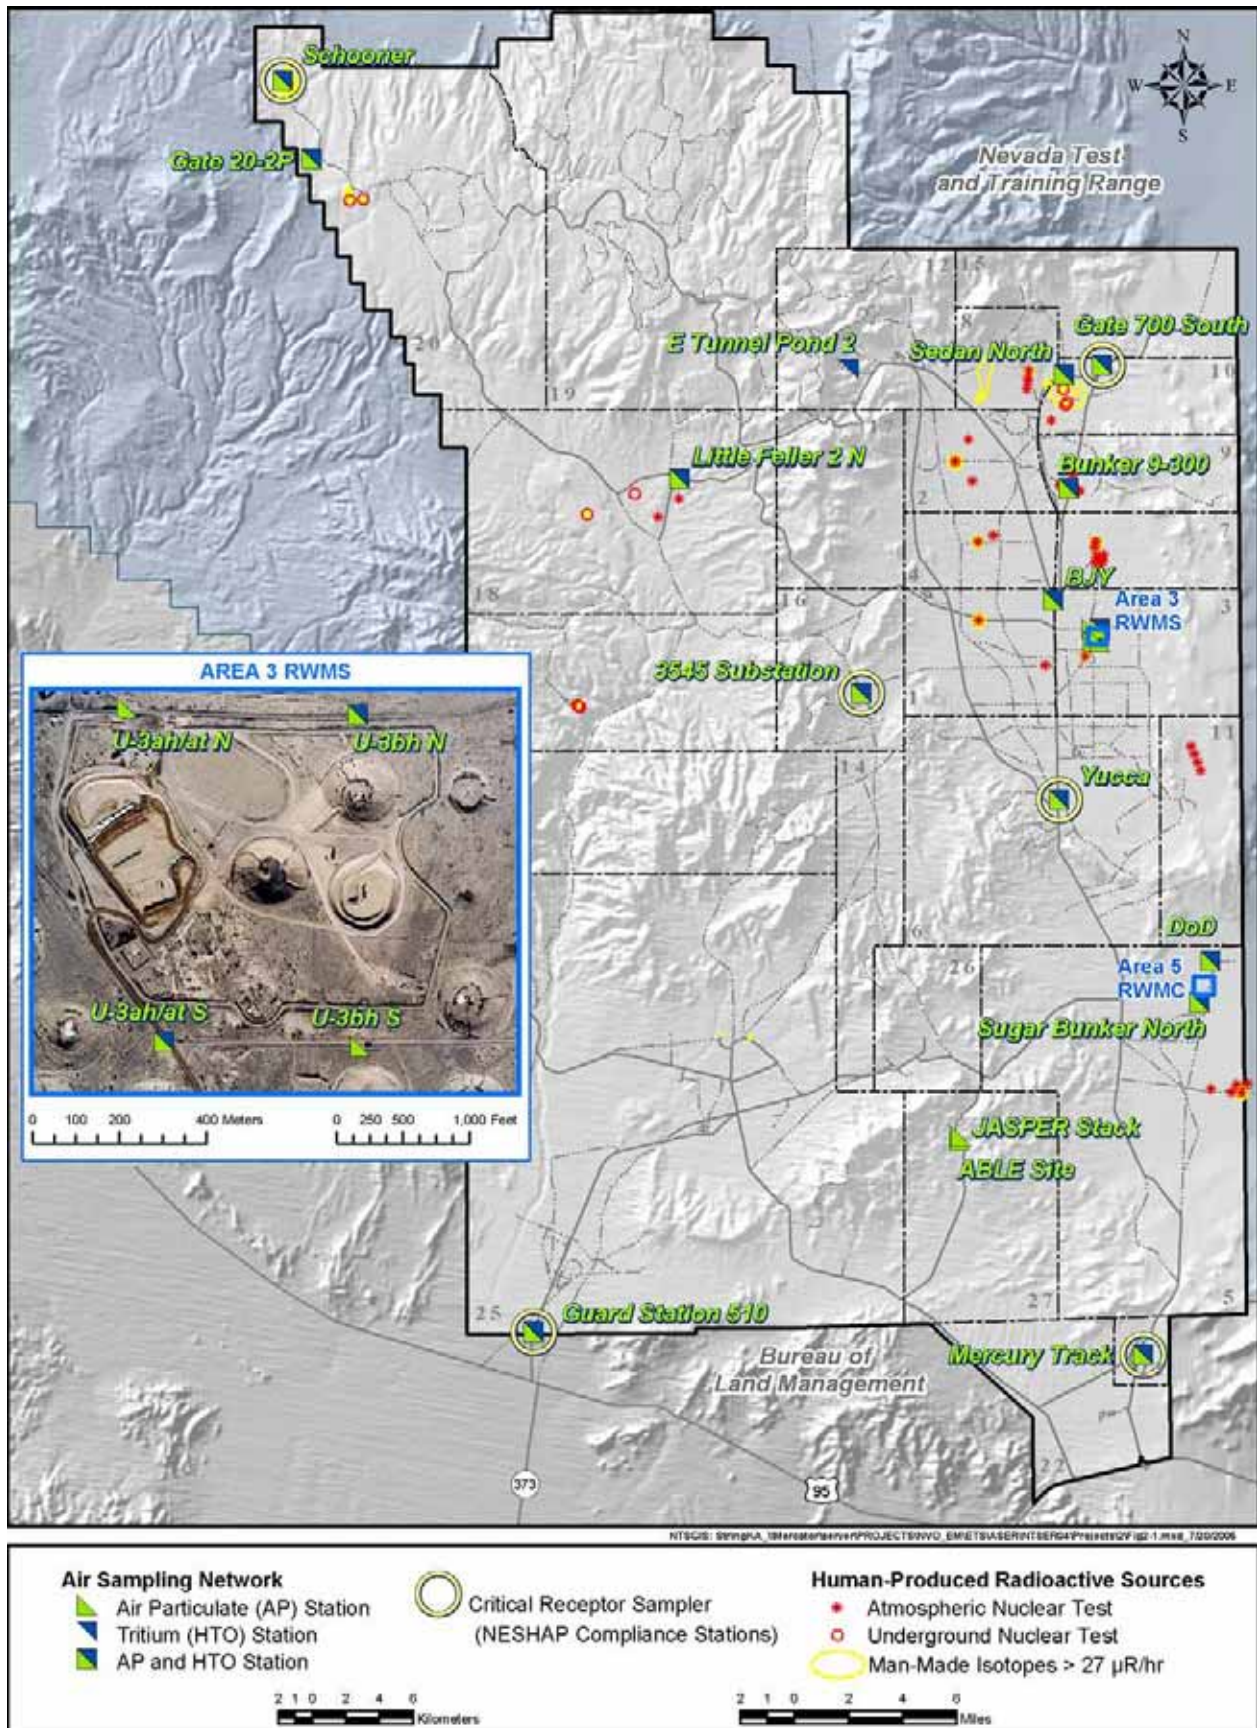 Schooner
N
W
E
S
Gate 20-2P
Nevada Test
and Training Range
12
15
8
20
19
E Tunnel Pond 2
Sedan North
Gate 700 South
10
Little Feller 2 N
Bunker 9-300
9
2
7
18
16
4
BJY
Area 3
RWMS
3
3545 Substation
1
11
AREA 3 RWMS
U-3ah/at N
U-3bh N
U-3ah/at S
U-3bh S
0 100 200 400 Meters
0 250 500 1,000 Feet
14
Yucca
6
26
DoD
Area 5
RWMC
Sugar Bunker North
JASPER Stack
ABLE Site
25
Guard Station 510
27
5
Mercury Track
Bureau of
Land Management
22
373
95
Air Sampling Network
Air Particulate (AP) Station
Tritium (HTO) Station
AP and HTO Station
Critical Receptor Sampler
(NESHAP Compliance Stations)
Human-Produced Radioactive Sources
Atmospheric Nuclear Test
Underground Nuclear Test
Man-Made Isotopes > 27 µR/hr
2 1 0 2 4 6
Kilometers
2 1 0 2 4 6
Miles